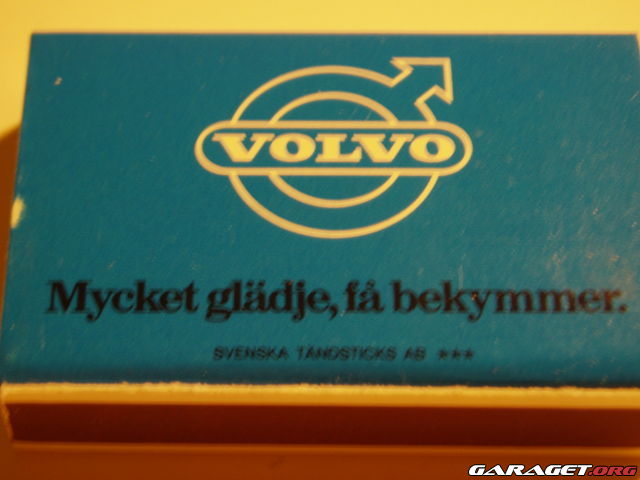 VOLVO
Mycket glädje, få bekymmer.
SVENSKA TÄNDSTICKS AB ★★★
GARAGET.ORG